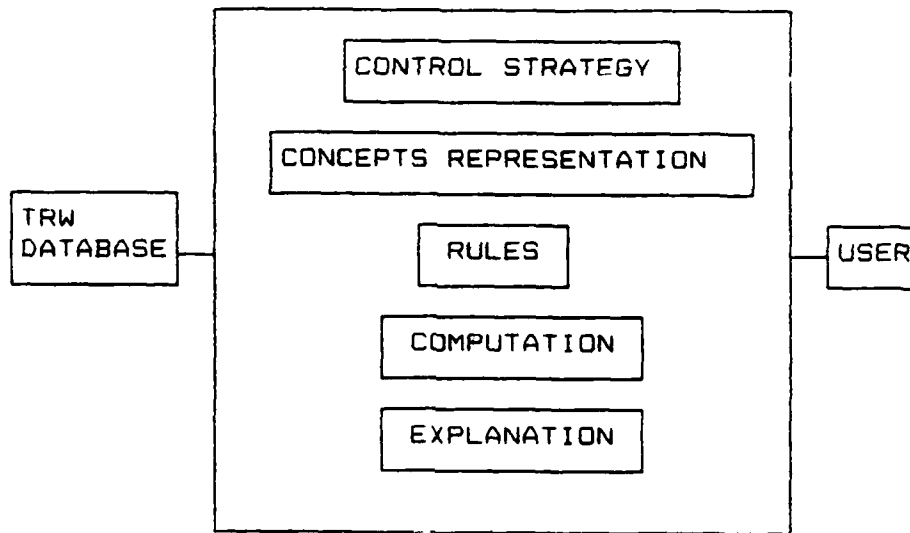 CONTROL STRATEGY
CONCEPTS REPRESENTATION
TRW
DATABASE
RULES
USER
COMPUTATION
EXPLANATION